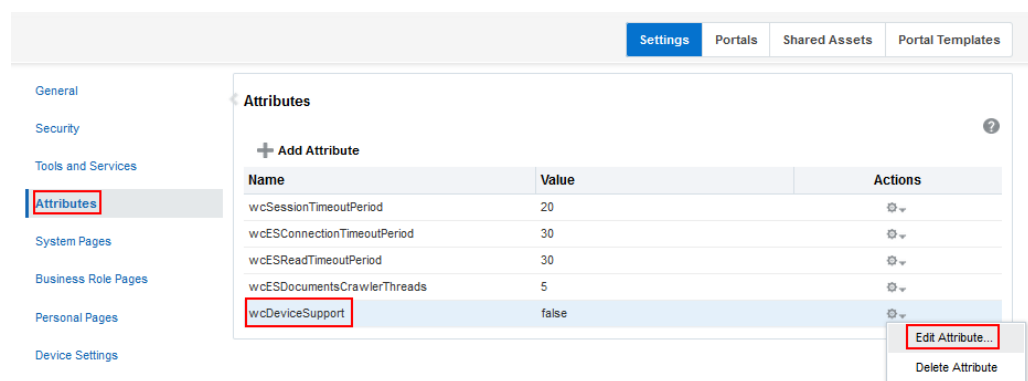 Settings Portals Shared Assets Portal Templates
General
Security
Tools and Services
Attributes
System Pages
Business Role Pages
Personal Pages
Device Settings
Attributes
Add Attribute
Name Value Actions
wcSessionTimeoutPeriod 20
wcESConnectionTimeoutPeriod 30
wcESReadTimeoutPeriod 30
wcESDocumentsCrawlerThreads 5
wcDeviceSupport false
Edit Attribute...
Delete Attribute